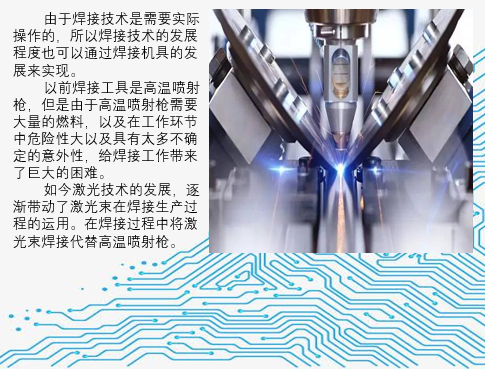 由于焊接技术是需要实际
操作的，所以焊接技术的发展
程度也可以通过焊接机具的发
展来实现。
以前焊接工具是高温喷射
枪，但是由于高温喷射枪需要
大量的燃料，以及在工作环节
中危险性大以及具有太多不确
定的意外性，给焊接工作带来
了巨大的困难。
如今激光技术的发展，逐
渐带动了激光束在焊接生产过
程的运用。在焊接过程中将激
光束焊接代替高温喷射枪。